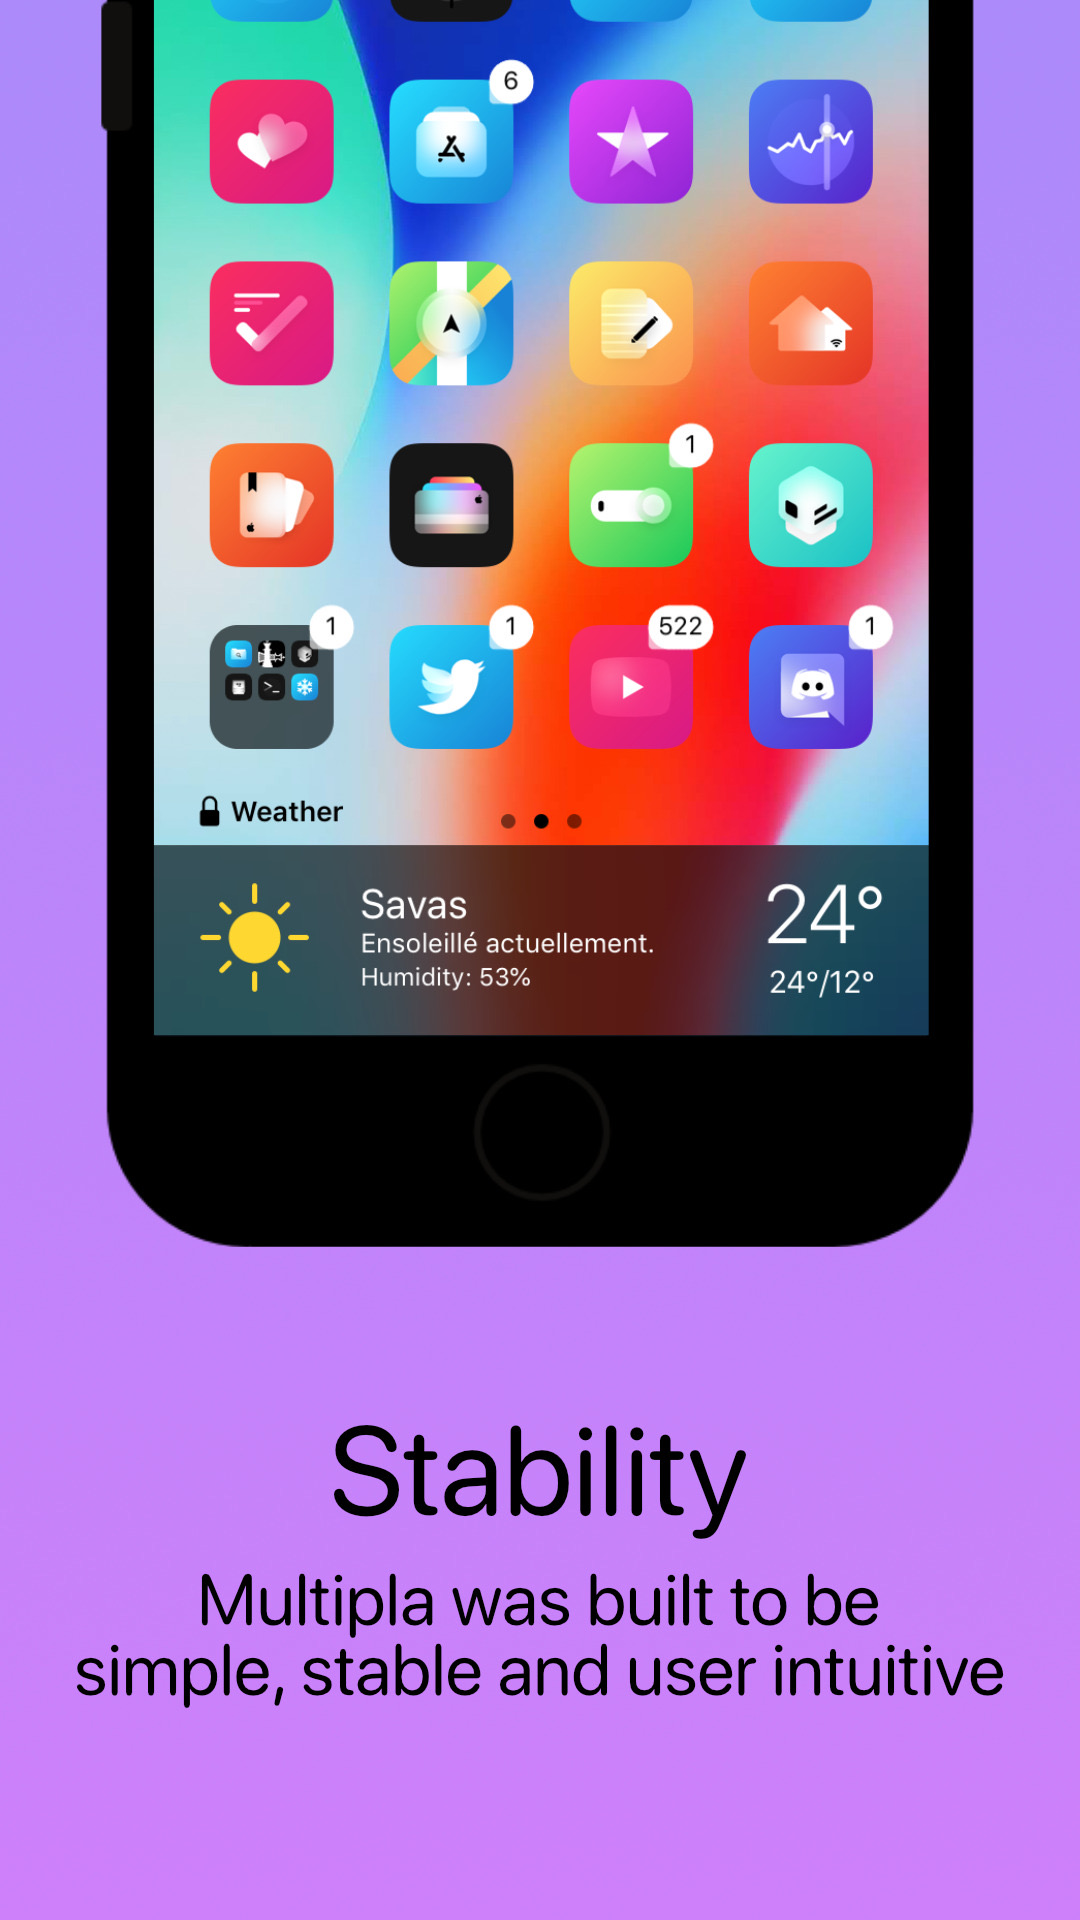 6
1
1
1
522
1
Weather
Savas
Ensoleillé actuellement.
Humidity: 53%
24°
24°/12°
Stability
Multipla was built to be
simple, stable and user intuitive